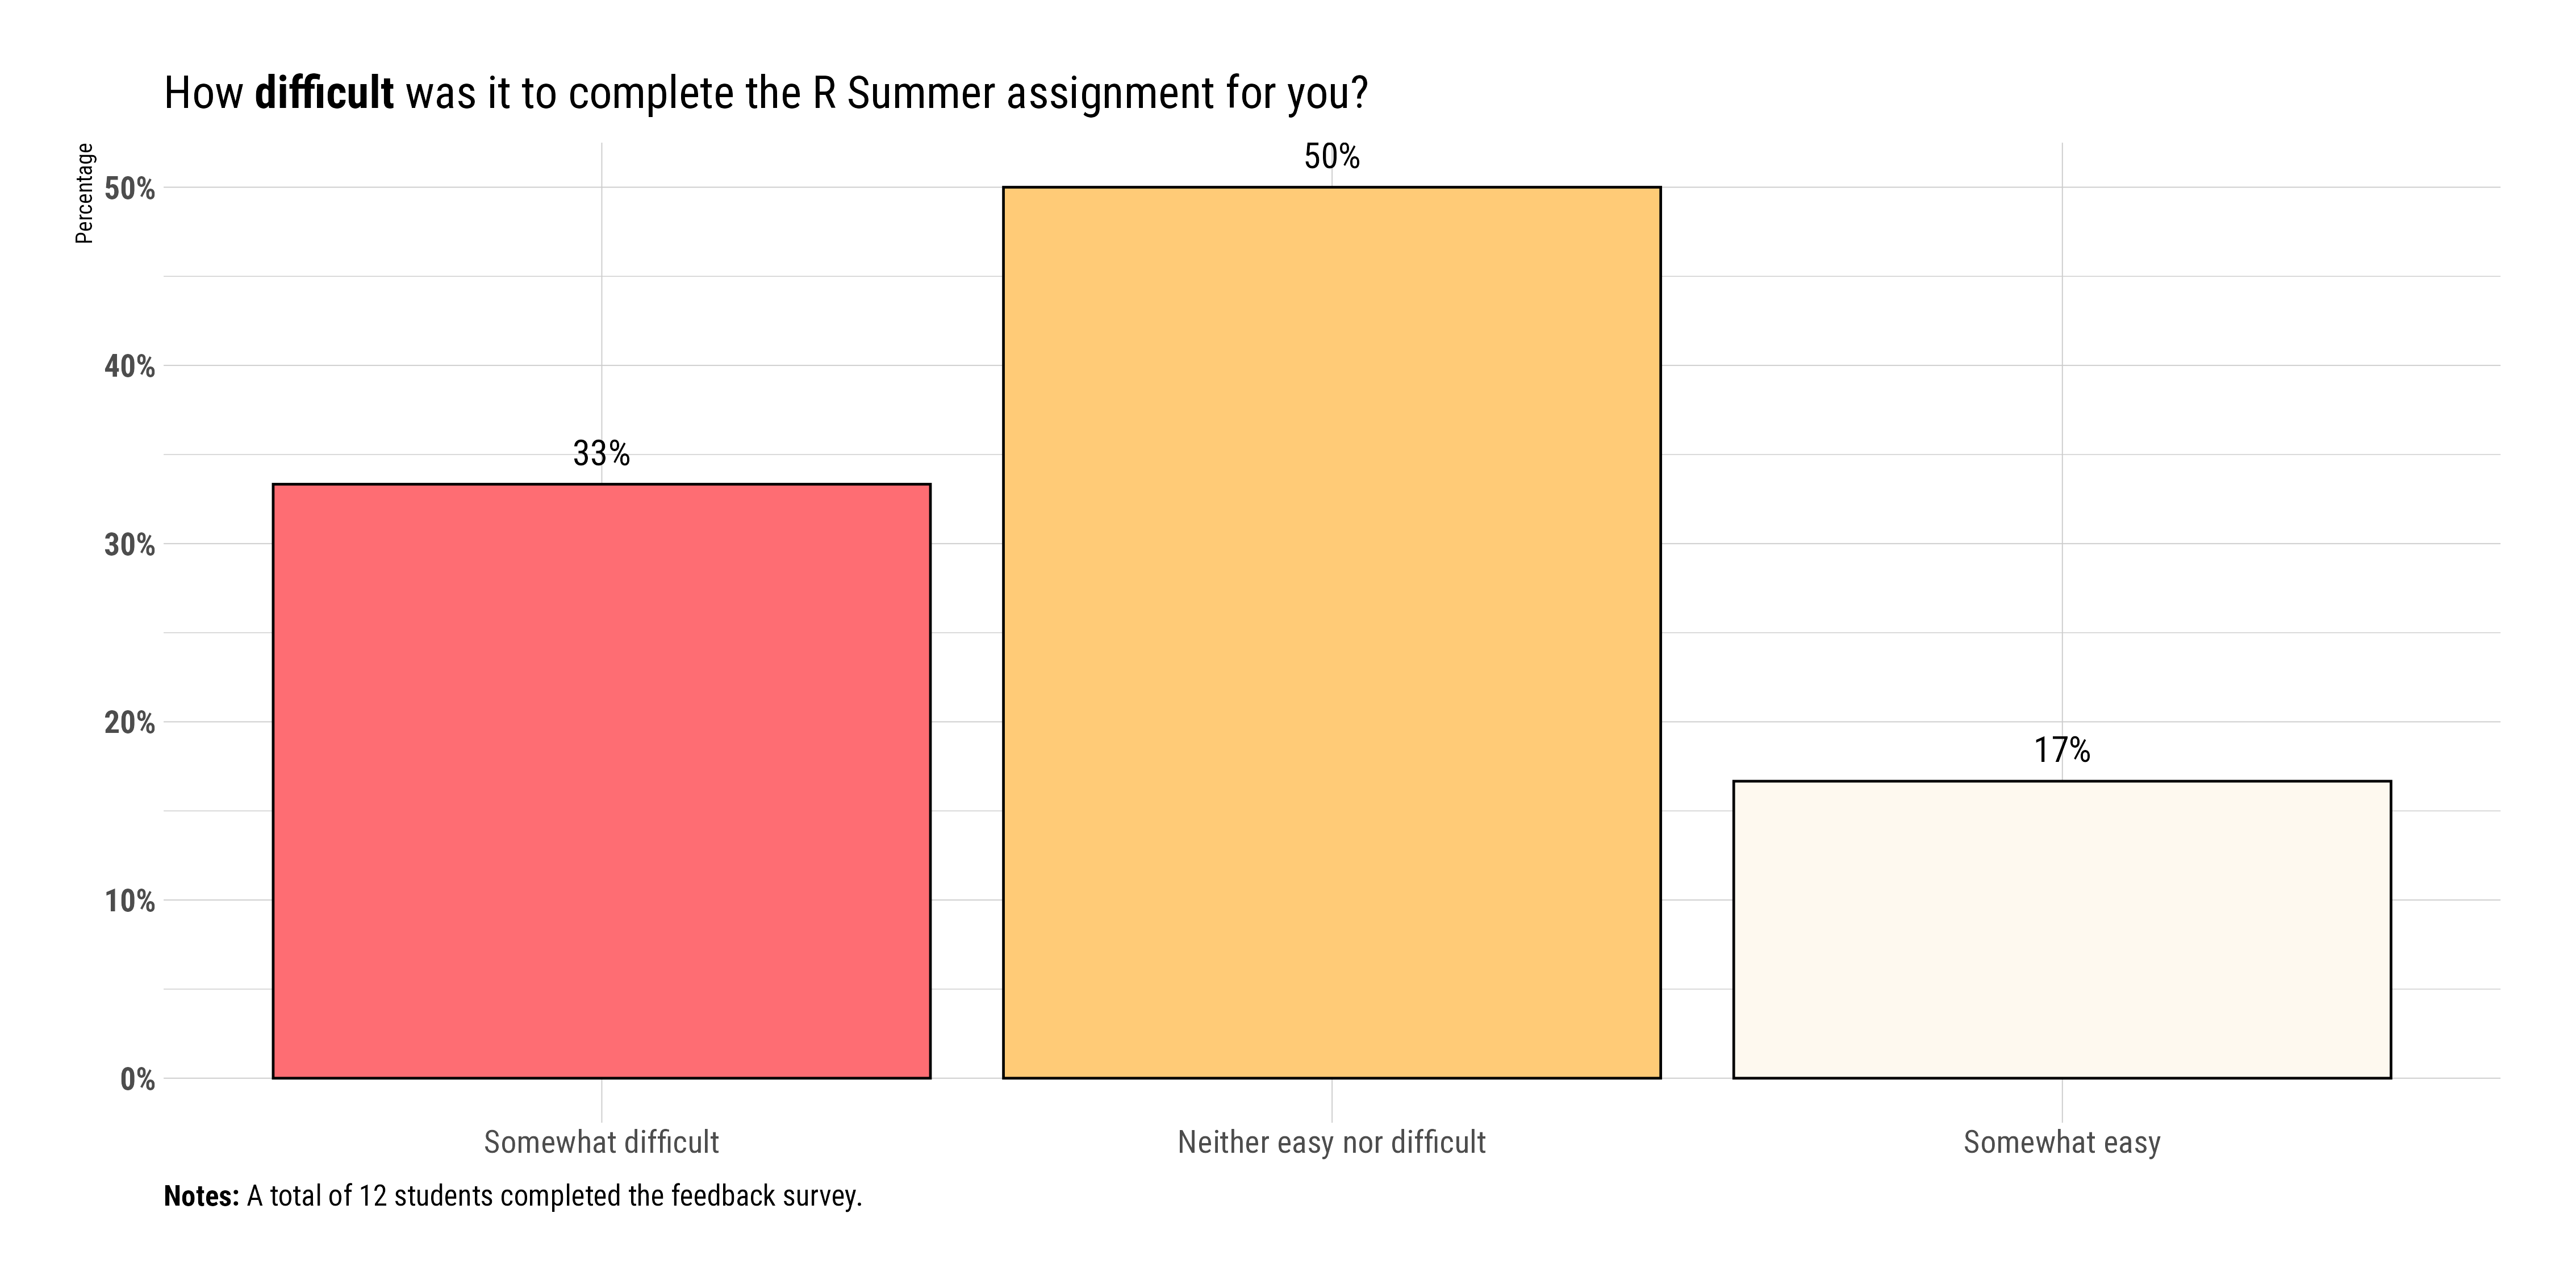 How difficult was it to complete the R Summer assignment for you?
Percentage
50%
40%
30%
20%
10%
0%
33%
50%
17%
Somewhat difficult
Neither easy nor difficult
Somewhat easy
Notes: A total of 12 students completed the feedback survey.